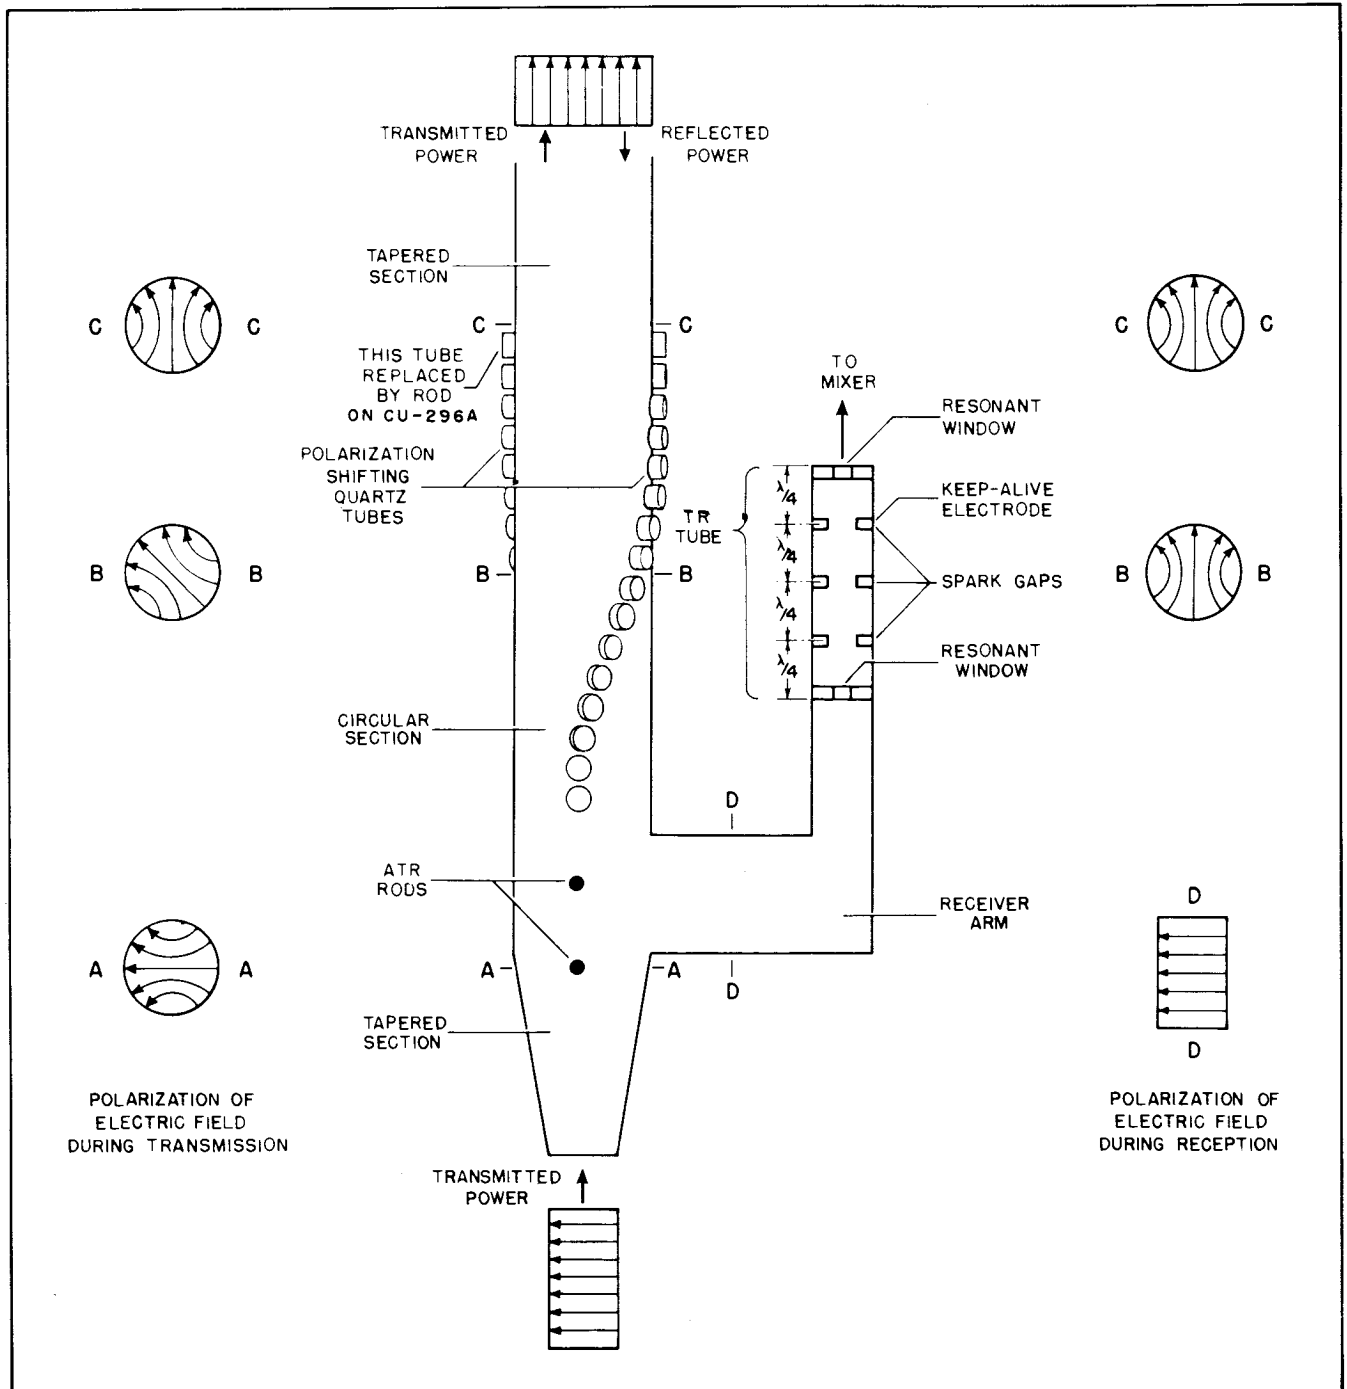 TRANSMITTED
POWER
REFLECTED
POWER
TAPERED
SECTION
C
C
C
C
C
C
THIS TUBE
REPLACED
BY ROD
ON CU-296A
TO
MIXER
RESONANT
WINDOW
POLARIZATION
SHIFTING
QUARTZ
TUBES
TR
TUBE
λ/4
λ/4
λ/4
λ/4
KEEP-ALIVE
ELECTRODE
B
B
B
B
B
B
SPARK GAPS
RESONANT
WINDOW
CIRCULAR
SECTION
D
ATR
RODS
RECEIVER
ARM
D
A
A
A
A
D
D
TAPERED
SECTION
POLARIZATION OF
ELECTRIC FIELD
DURING TRANSMISSION
POLARIZATION OF
ELECTRIC FIELD
DURING RECEPTION
TRANSMITTED
POWER